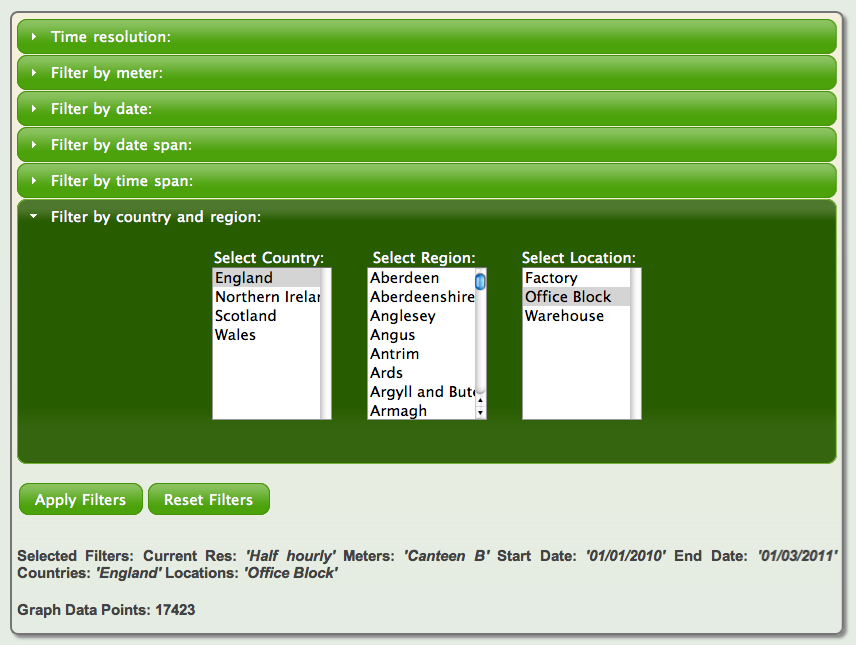 Time resolution:
Filter by meter:
Filter by date:
Filter by date span:
Filter by time span:
Filter by country and region:
Select Country:
England
Northern Irelan
Scotland
Wales
Select Region:
Aberdeen
Aberdeenshire
Anglesey
Angus
Antrim
Ards
Argyll and Bute
Armagh
Select Location:
Factory
Office Block
Warehouse
Apply Filters Reset Filters
Selected Filters: Current Res: 'Half hourly' Meters: 'Canteen B' Start Date: '01/01/2010' End Date: '01/03/2011'
Countries: 'England' Locations: 'Office Block'
Graph Data Points: 17423